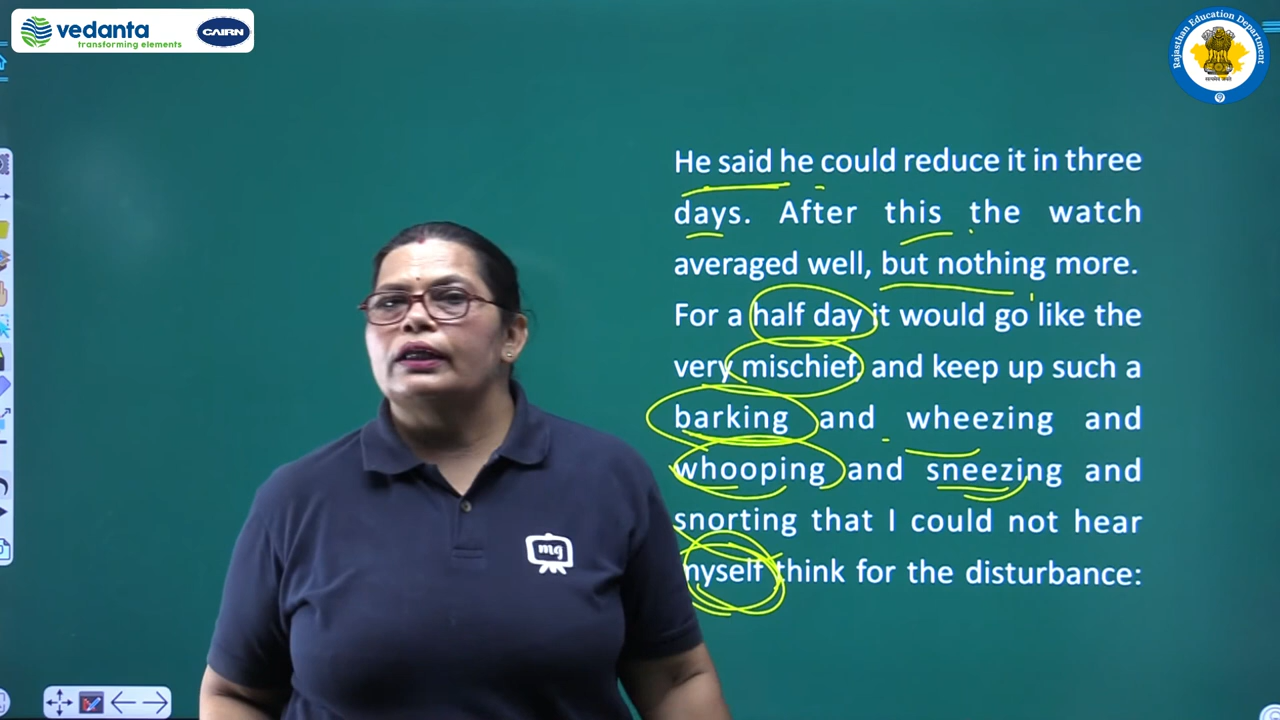 vedanta
transforming elements
CAIRN
Rajasthan Education Department
He said he could reduce it in three
days. After this the watch
averaged well, but nothing more.
For a half day it would go like the
very mischief, and keep up such a
barking and wheezing and
whooping and sneezing and
snorting that I could not hear
myself think for the disturbance:
mg